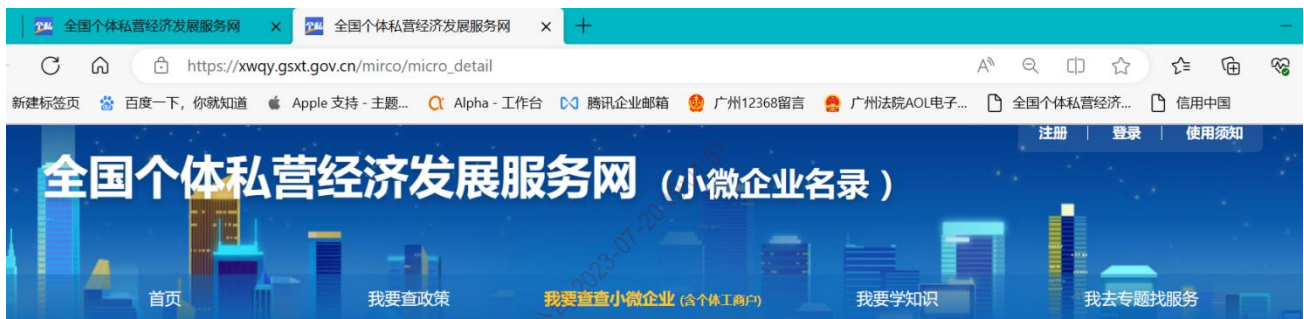 全国个体私营经济发展服务网 × 全国个体私营经济发展服务网 × +
https://xwqy.gsxt.gov.cn/mirco/micro_detail
新建标签页 百度一下，你就知道 Apple 支持 - 主题... Alpha - 工作台 腾讯企业邮箱 广州12368留言 广州法院AOL电子... 全国个体私营经济... 信用中国
注册 | 登录 | 使用须知
全国个体私营经济发展服务网（小微企业名录）
首页 我要查政策 我要查查小微企业 (含个体工商户) 我要学知识 我去专题找服务
2023-07-20